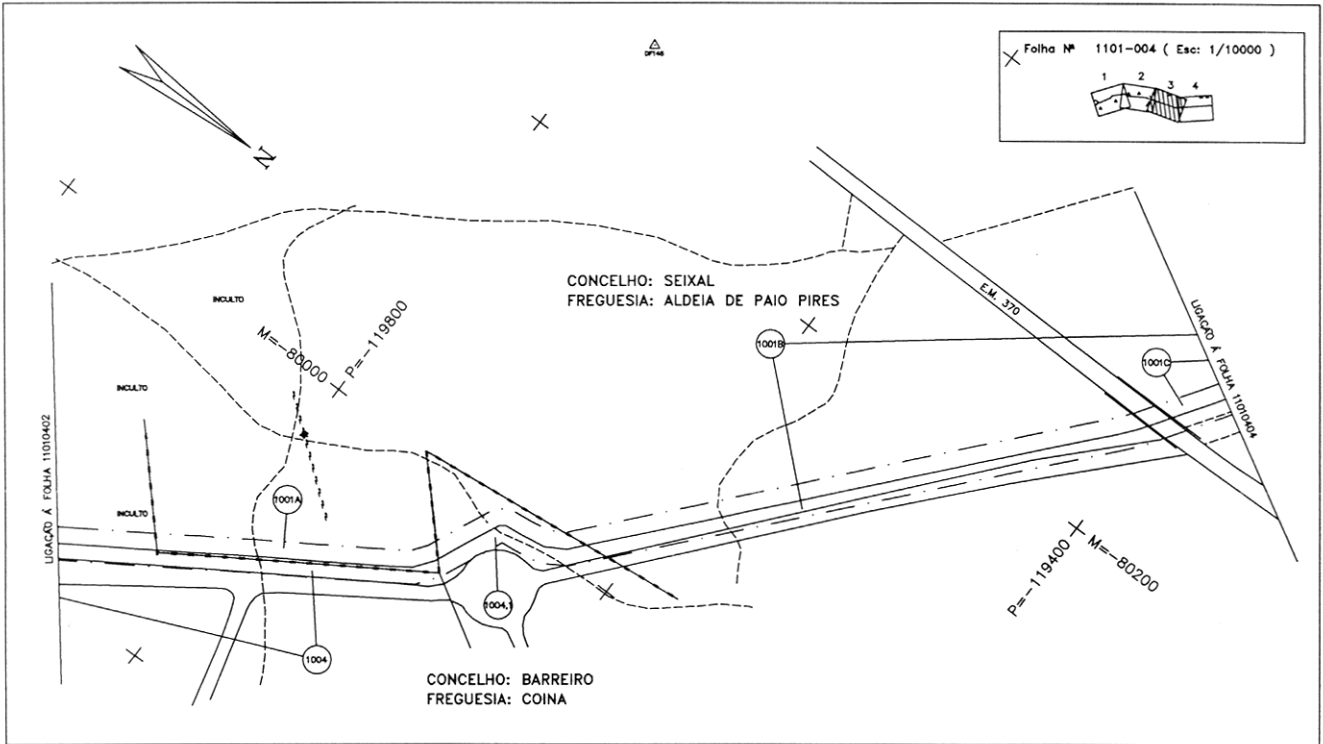 DP146
Folha Nº 1101-004 ( Esc: 1/10000 )
1 2 3 4
N
INCULTO
CONCELHO: SEIXAL
FREGUESIA: ALDEIA DE PAIO PIRES
E.M. 370
M=-80000
P=-119800
1001B
1001C
LIGAÇÃO Á FOLHA 11010404
INCULTO
LIGAÇÃO Á FOLHA 11010402
INCULTO
1001A
P=-119400
M=-80200
1004.1
1004
CONCELHO: BARREIRO
FREGUESIA: COINA